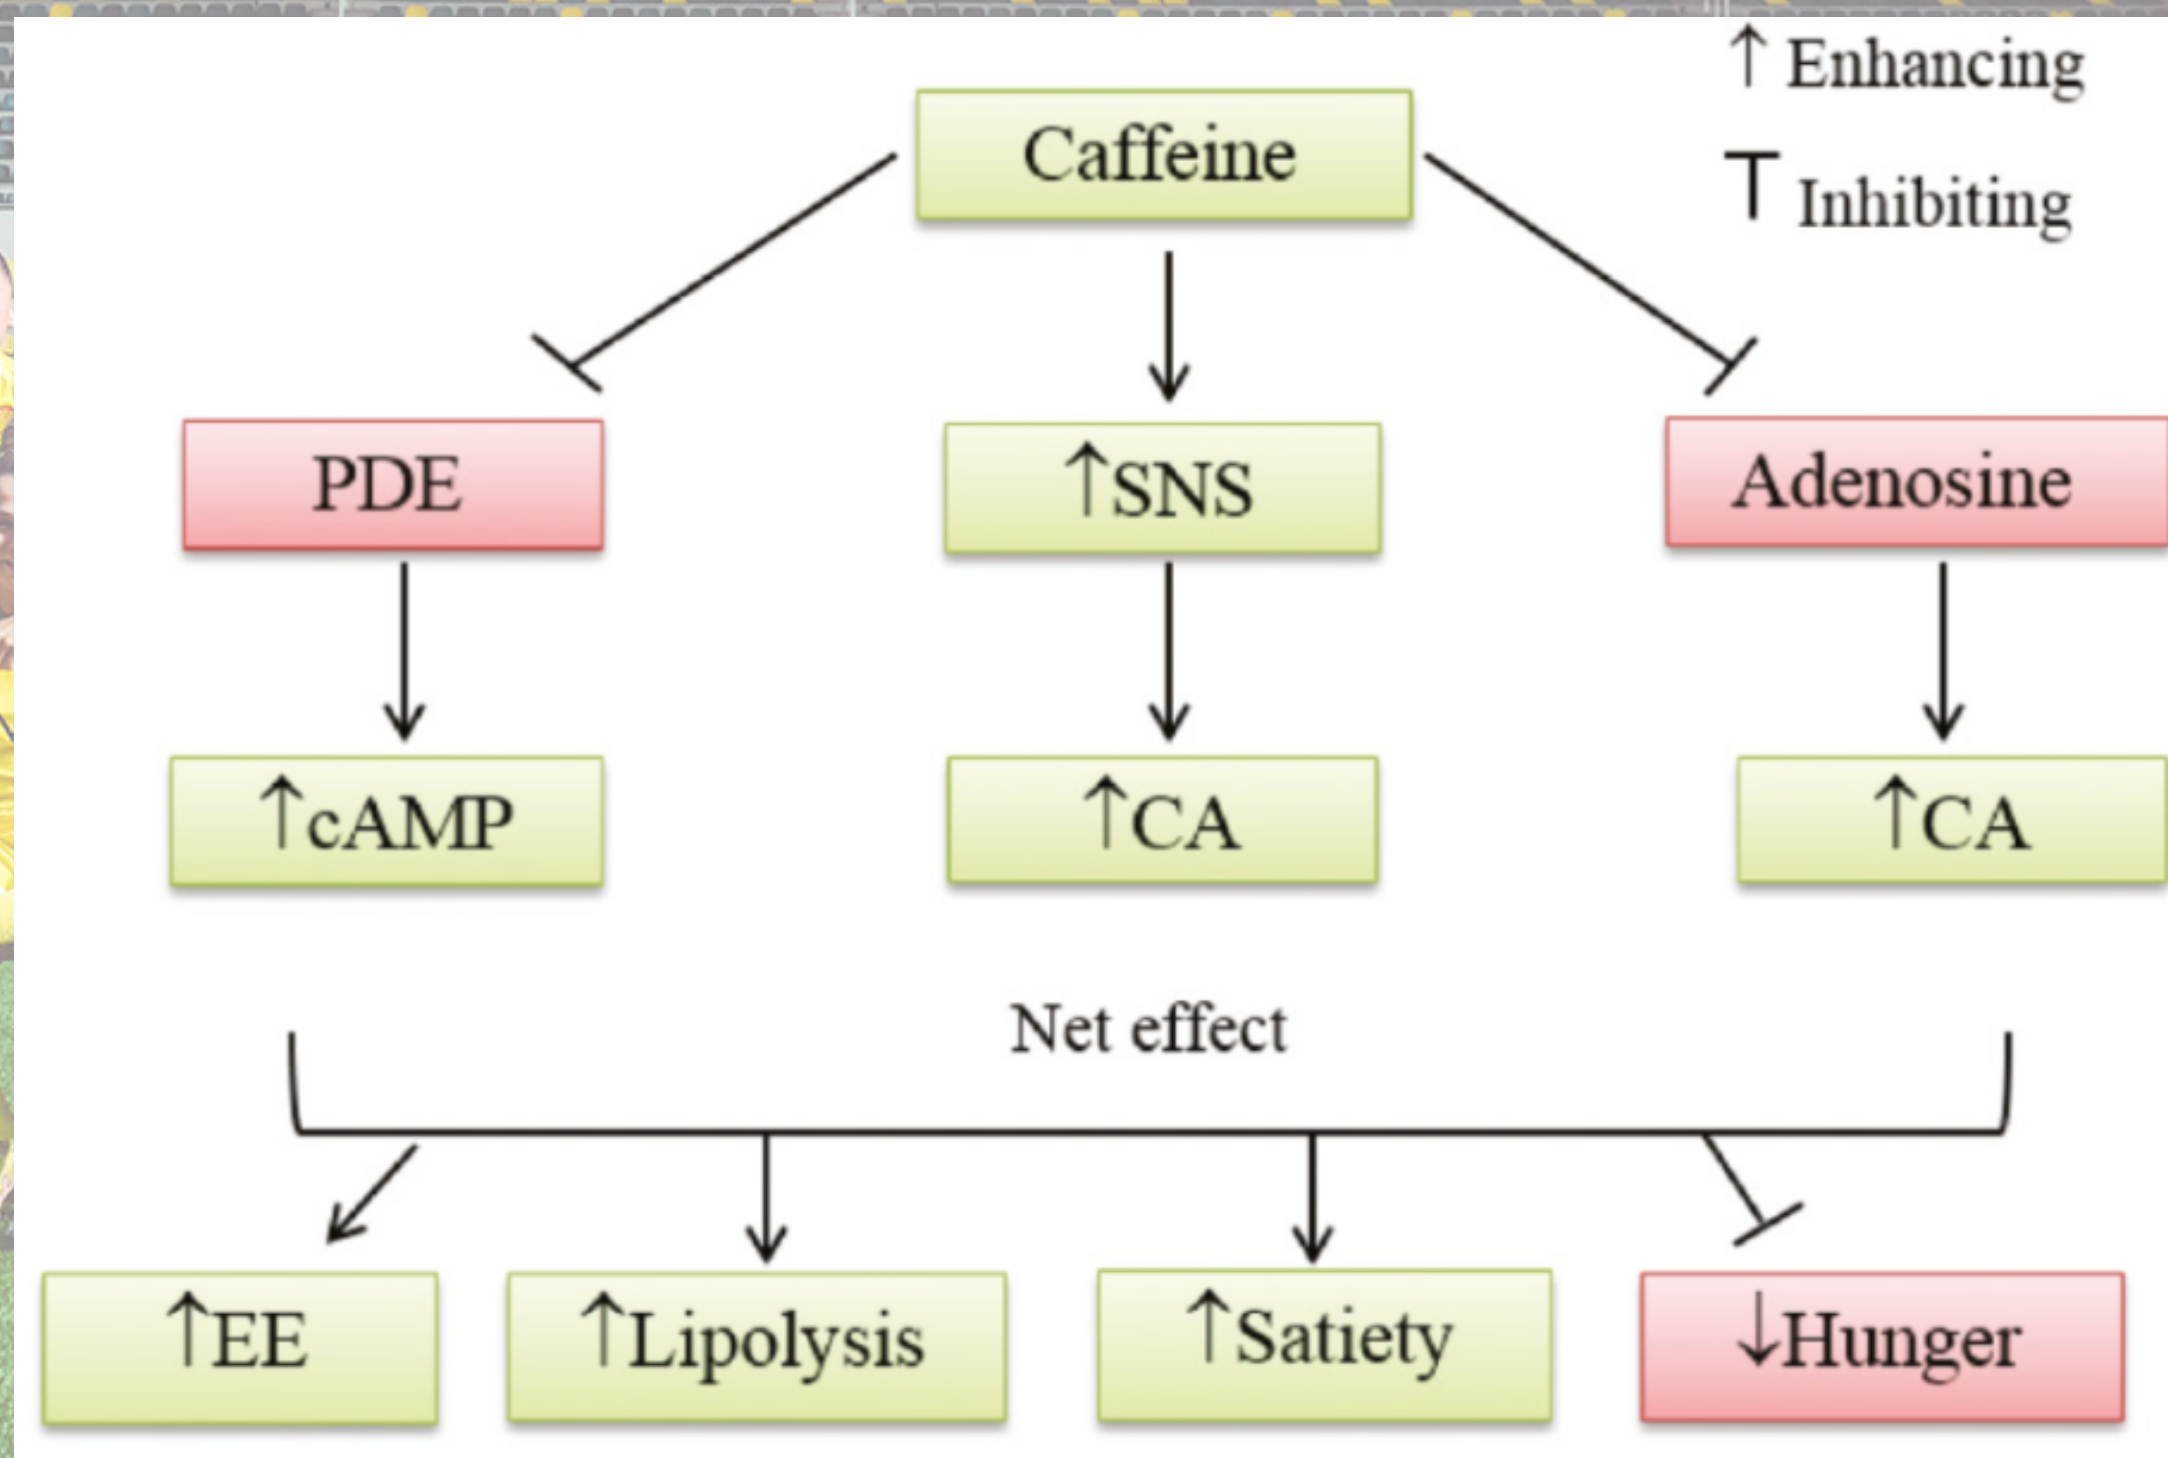 ↑ Enhancing
Caffeine
Inhibiting
PDE
↑SNS
Adenosine
↑cAMP
↑CA
↑CA
Net effect
↑EE
↑Lipolysis
↑Satiety
↓Hunger